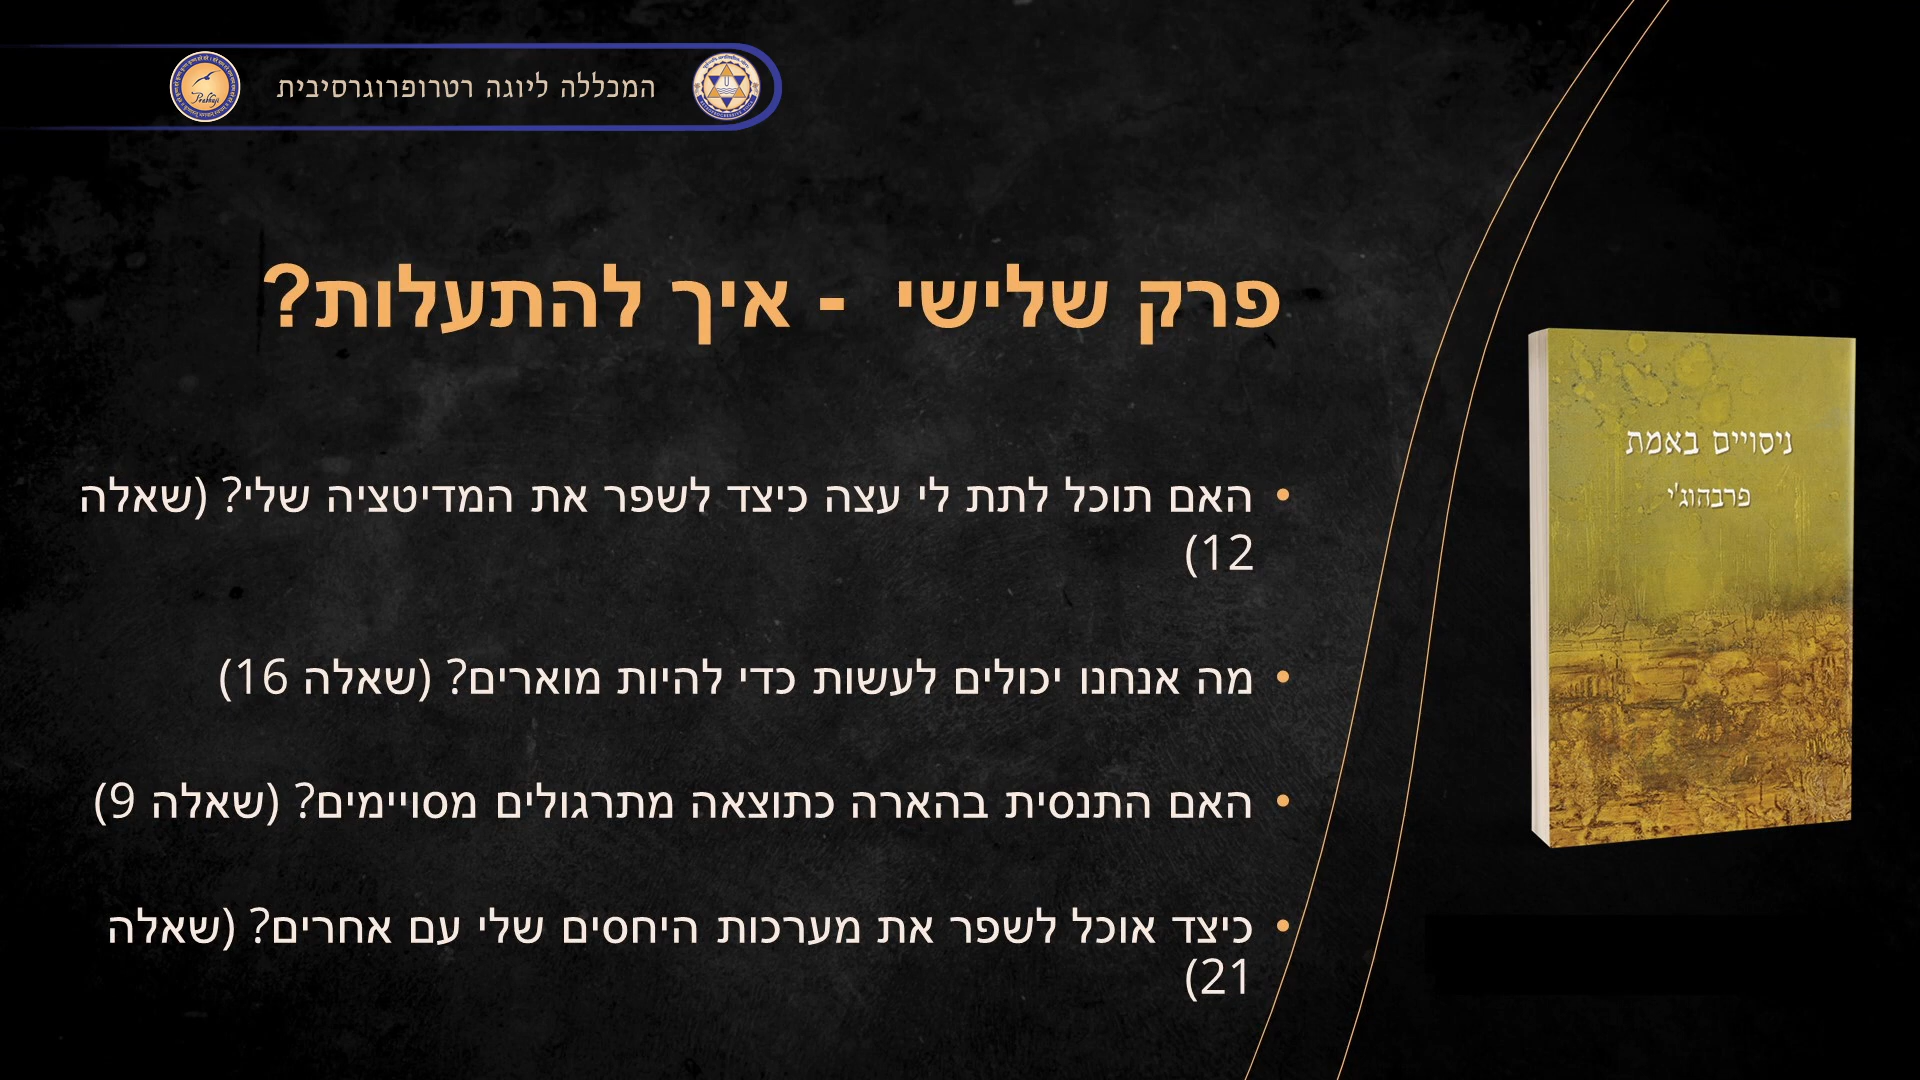 המכללה ליוגה רטרופרוגרסיבית
Prabhuji
פרק שלישי - איך להתעלות?
האם תוכל לתת לי עצה כיצד לשפר את המדיטציה שלי? (שאלה
12)
מה אנחנו יכולים לעשות כדי להיות מוארים? (שאלה 16)
האם התנסית בהארה כתוצאה מתרגולים מסויימים? (שאלה 9)
כיצד אוכל לשפר את מערכות היחסים שלי עם אחרים? (שאלה
21)
ניסויים באמת
פרבהוג'י